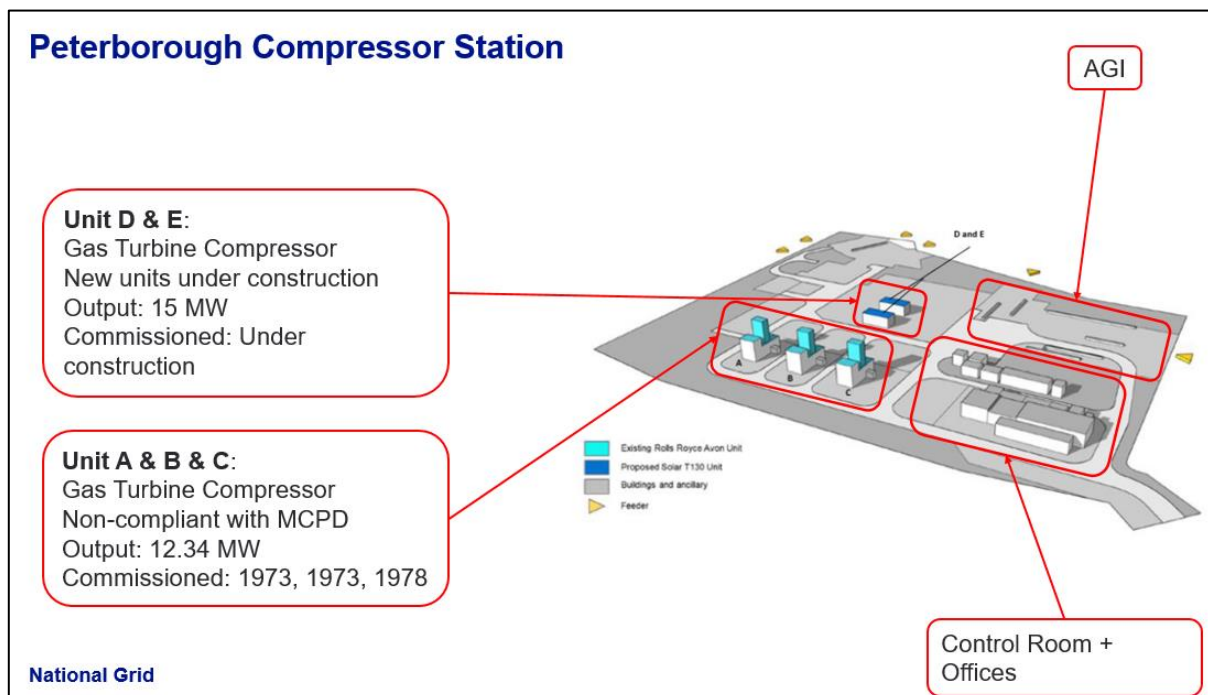 Peterborough Compressor Station
AGI
Unit D & E:
Gas Turbine Compressor
New units under construction
Output: 15 MW
Commissioned: Under
construction
D and E
A
B
C
Unit A & B & C:
Gas Turbine Compressor
Non-compliant with MCPD
Output: 12.34 MW
Commissioned: 1973, 1973, 1978
Existing Rolls Royce Avon Unit
Proposed Solar T130 Unit
Buildings and ancillary
Feeder
Control Room +
Offices
National Grid